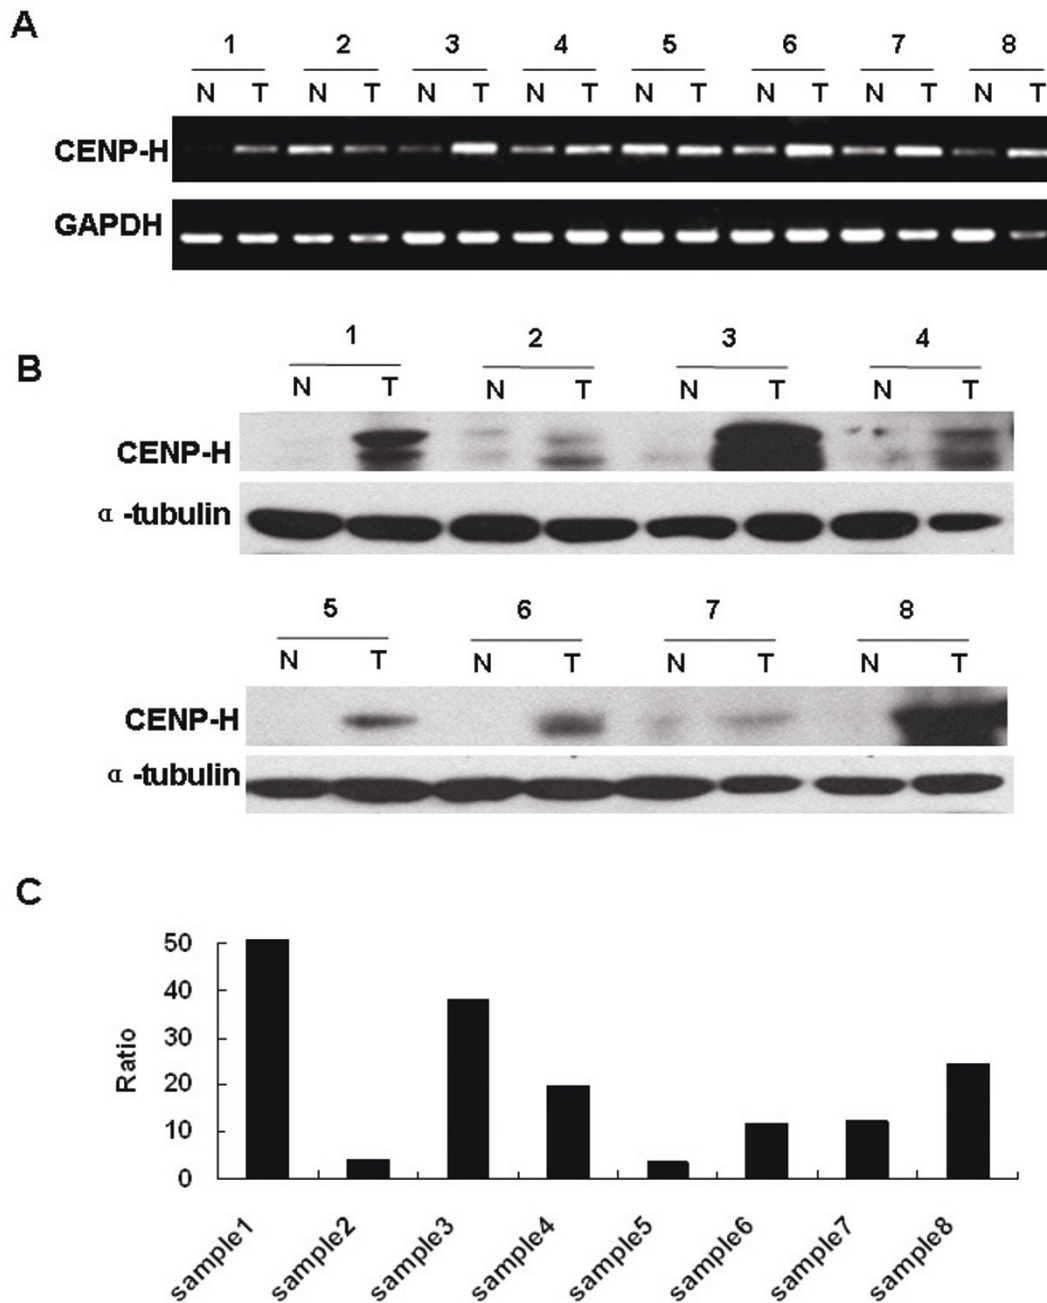 A
1 2 3 4 5 6 7 8
N T N T N T N T N T N T N T N T
CENP-H
GAPDH
B
1 2 3 4
N T N T N T N T
CENP-H
α-tubulin
5 6 7 8
N T N T N T N T
CENP-H
α-tubulin
C
50
40
30
20
10
0
Ratio
sample1 sample2 sample3 sample4 sample5 sample6 sample7 sample8